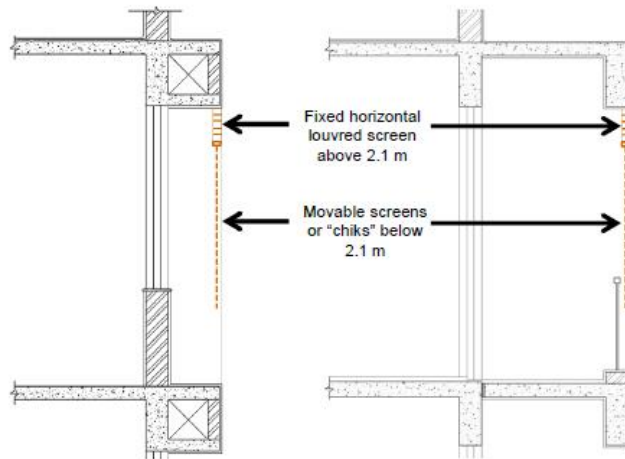 Fixed horizontal
louvred screen
above 2.1 m
Movable screens
or “chiks” below
2.1 m